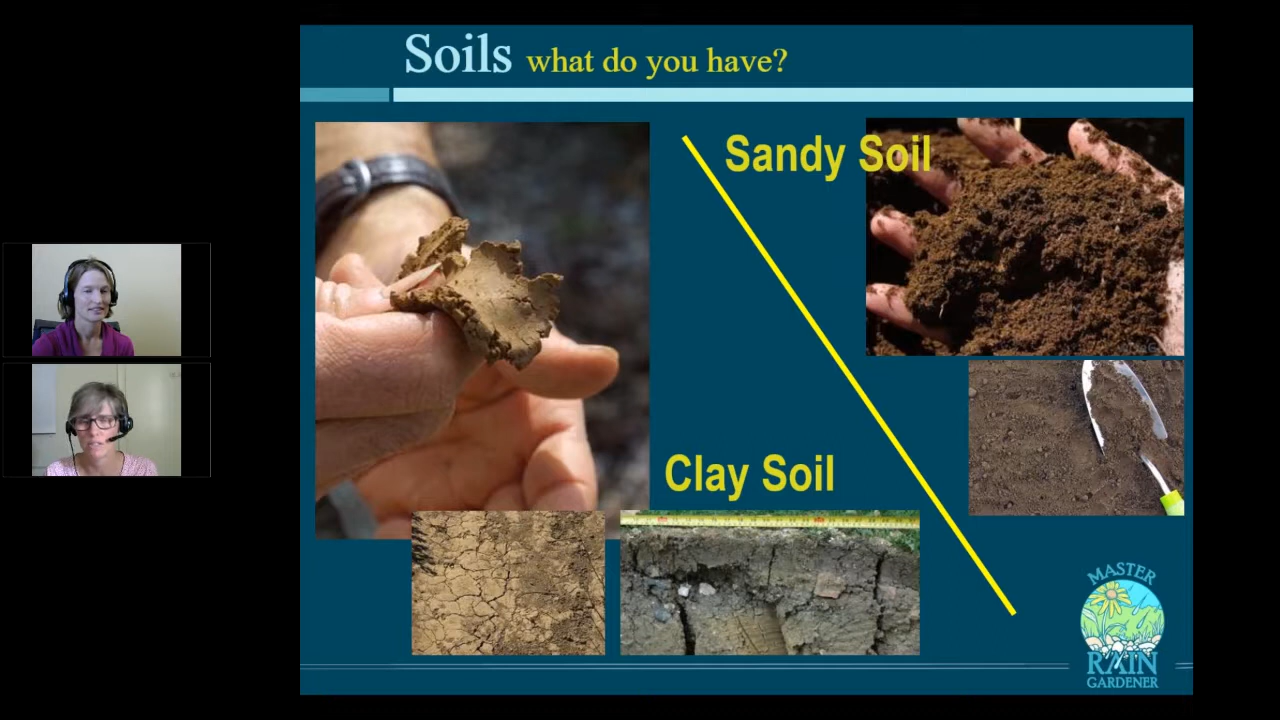 Soils what do you have?
Sandy Soil
Clay Soil
MASTER
RAIN
GARDENER